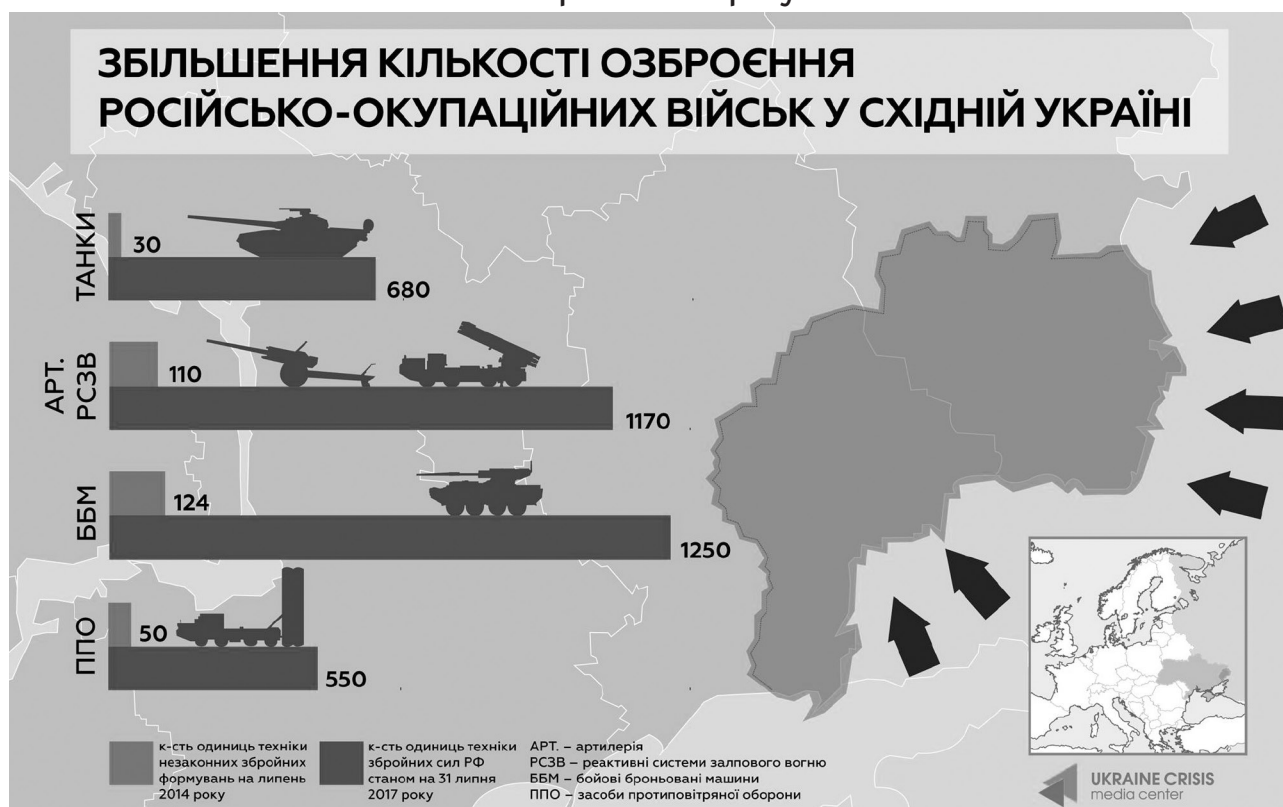 ЗБІЛЬШЕННЯ КІЛЬКОСТІ ОЗБРОЄННЯ
РОСІЙСЬКО-ОКУПАЦІЙНИХ ВІЙСЬК У СХІДНІЙ УКРАЇНІ
ТАНКИ
30
680
АРТ.
РСЗВ
110
1170
ББМ
124
1250
ППО
50
550
к-сть одиниць техніки
незаконних збройних
формувань на липень
2014 року
к-сть одиниць техніки
збройних сил РФ
станом на 31 липня
2017 року
АРТ. – артилерія
РСЗВ – реактивні системи залпового вогню
ББМ – бойові броньовані машини
ППО – засоби протиповітряної оборони
UKRAINE CRISIS
media center